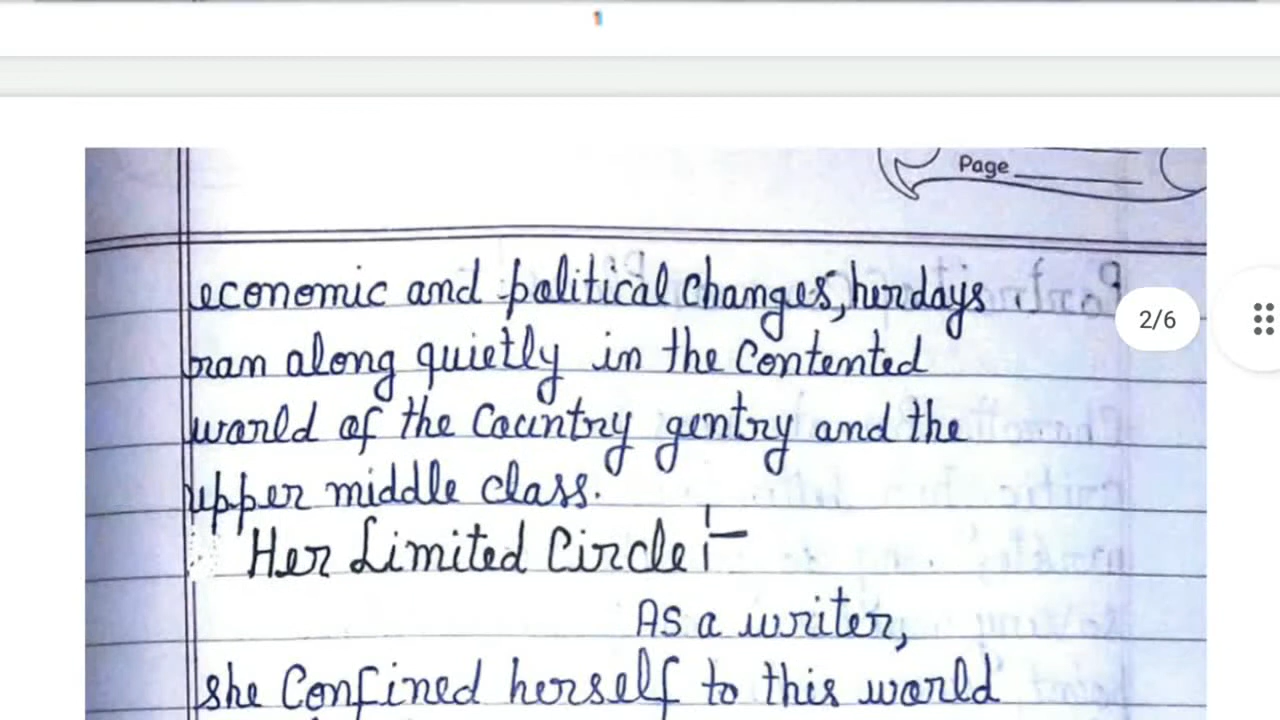 1
Page
economic and political changes, her days
ran along quietly in the contented
world of the Country gentry and the
upper middle class.
Her Limited Circle :-
As a writer,
she Confined herself to this world
2/6